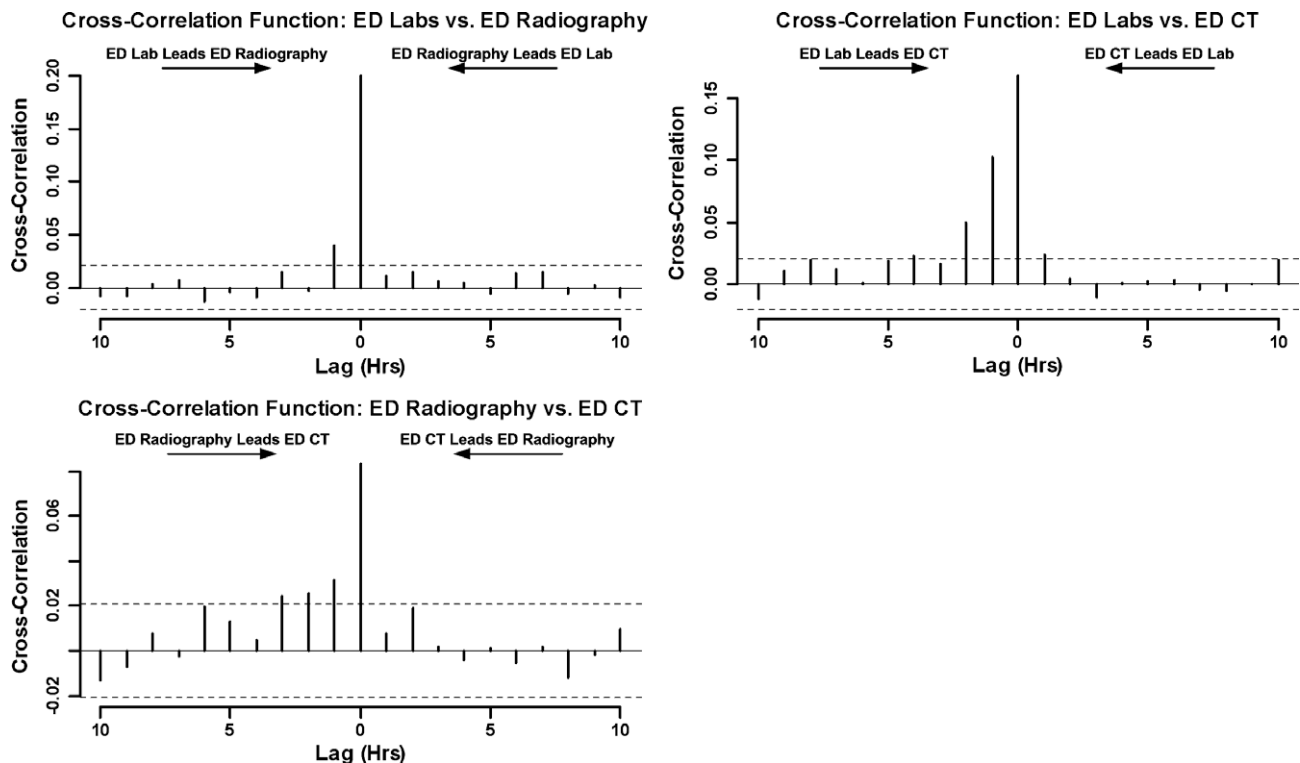 Cross-Correlation Function: ED Labs vs. ED Radiography
ED Lab Leads ED Radiography
ED Radiography Leads ED Lab
Cross-Correlation
0.20
0.15
0.10
0.05
0.00
10 5 0 5 10
Lag (Hrs)
Cross-Correlation Function: ED Labs vs. ED CT
ED Lab Leads ED CT
ED CT Leads ED Lab
Cross-Correlation
0.15
0.10
0.05
0.00
10 5 0 5 10
Lag (Hrs)
Cross-Correlation Function: ED Radiography vs. ED CT
ED Radiography Leads ED CT
ED CT Leads ED Radiography
Cross-Correlation
0.06
0.02
-0.02
10 5 0 5 10
Lag (Hrs)